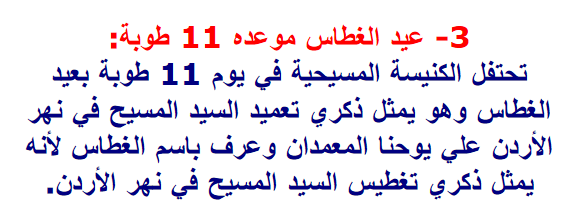 3- عيد الغطاس موعده 11 طوبة:
تحتفل الكنيسة المسيحية في يوم 11 طوبة بعيد
الغطاس وهو يمثل ذكري تعميد السيد المسيح في نهر
الأردن علي يوحنا المعمدان وعرف باسم الغطاس لأنه
يمثل ذكري تغطيس السيد المسيح في نهر الأردن.